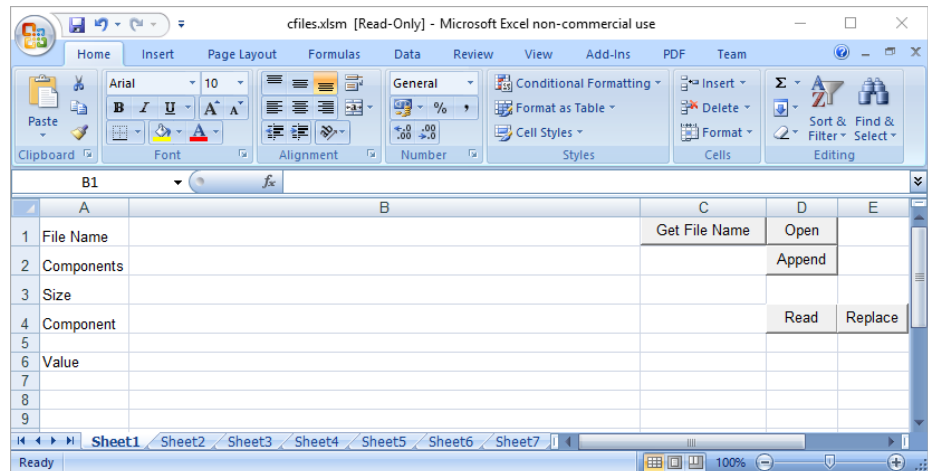 cfiles.xlsm [Read-Only] - Microsoft Excel non-commercial use
Home Insert Page Layout Formulas Data Review View Add-Ins PDF Team
Arial 10 General Conditional Formatting Insert Σ
Paste B I U A A $ % , Format as Table Delete Sort & Find &
A .00 .0 Cell Styles Format Filter Select
Clipboard Font Alignment Number Styles Cells Editing
B1 fx
A B C D E
1 File Name Get File Name Open
2 Components Append
3 Size
4 Component Read Replace
5
6 Value
7
8
9
Sheet1 Sheet2 Sheet3 Sheet4 Sheet5 Sheet6 Sheet7
Ready 100%